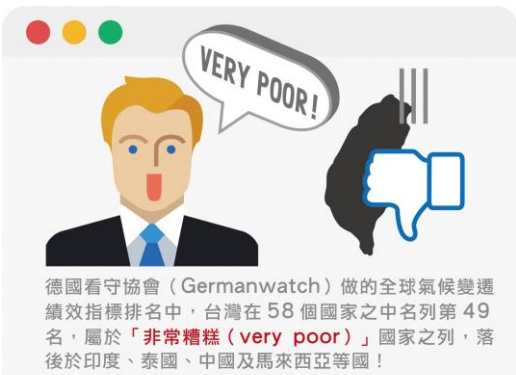 VERY POOR!
德國看守協會（Germanwatch）做的全球氣候變遷
績效指標排名中，台灣在 58 個國家之中名列第 49
名，屬於「非常糟糕（very poor）」國家之列，落
後於印度、泰國、中國及馬來西亞等國！